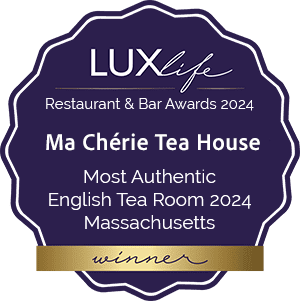 LUXlife
Restaurant & Bar Awards 2024
Ma Chérie Tea House
Most Authentic
English Tea Room 2024
Massachusetts
winner